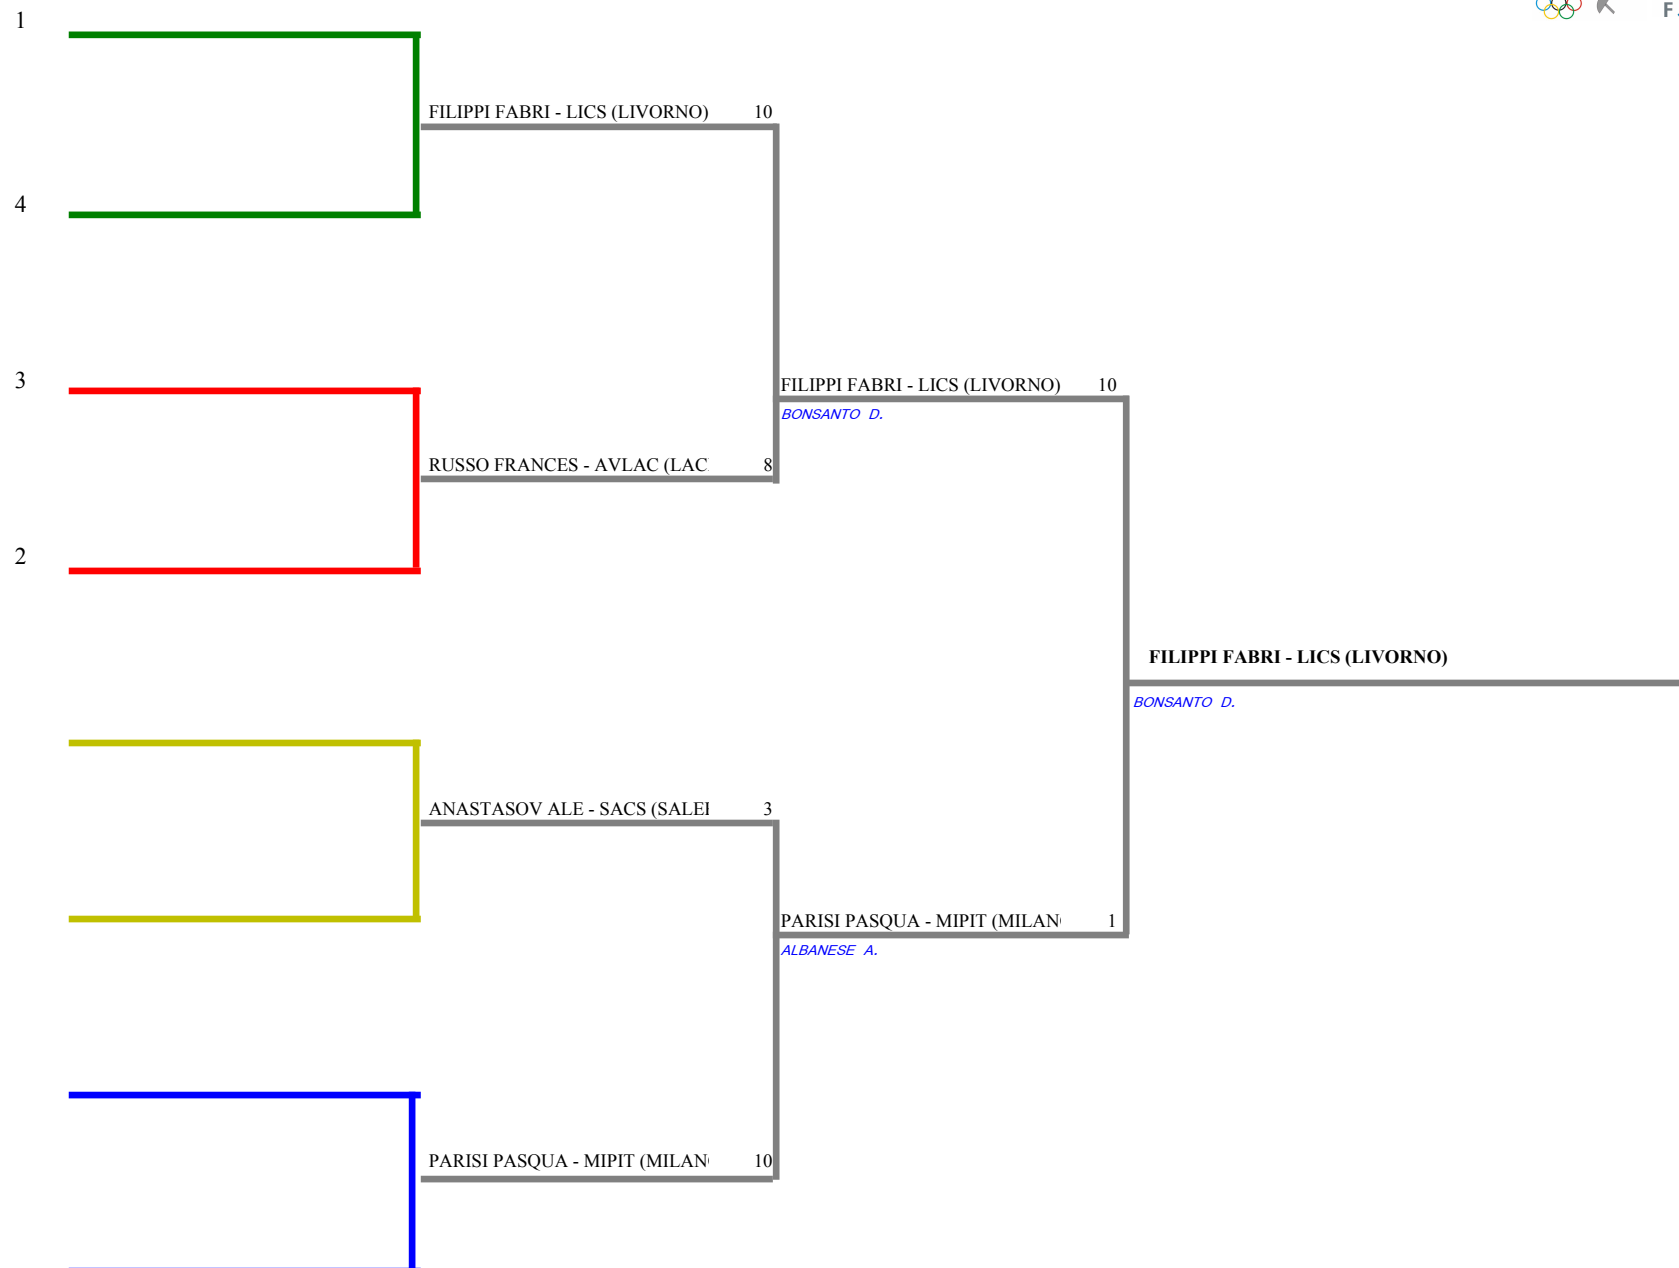 1
FILIPPI FABRI - LICS (LIVORNO) 10
4
3
FILIPPI FABRI - LICS (LIVORNO) 10
BONSANTO D.
RUSSO FRANCES - AVLAC (LAC 8
2
FILIPPI FABRI - LICS (LIVORNO)
BONSANTO D.
ANASTASOV ALE - SACS 3
PARISI PASQUA - MIPIT (MILAN 1
ALBANESE A.
PARISI PASQUA - MIPIT (MILAN 10